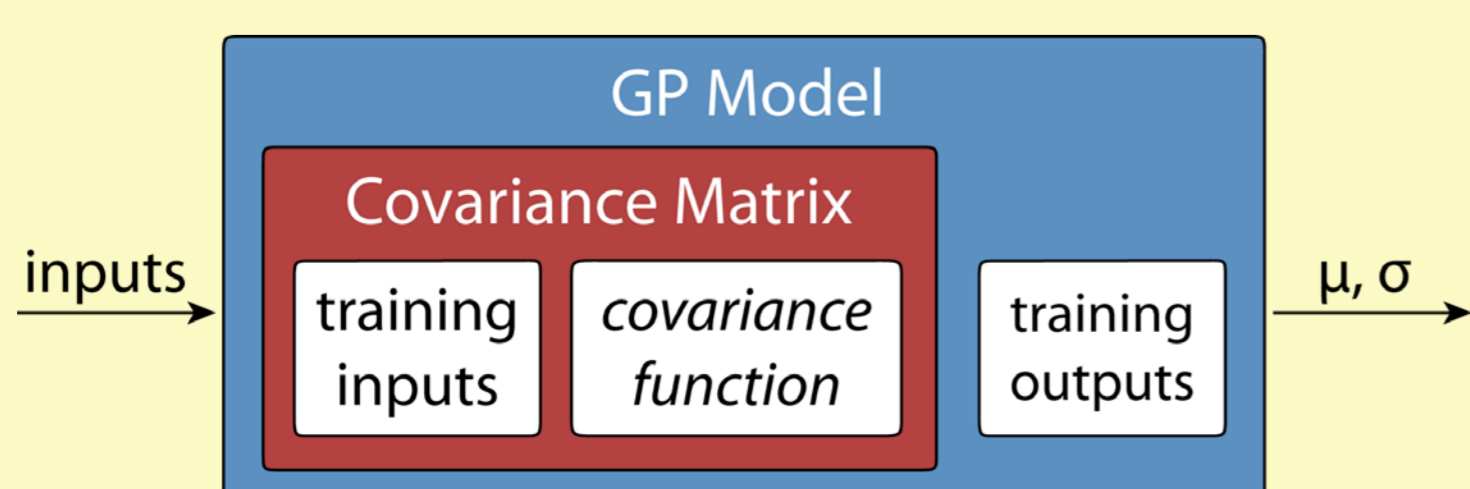 GP Model
Covariance Matrix
inputs
training
inputs
covariance
function
training
outputs
μ, σ